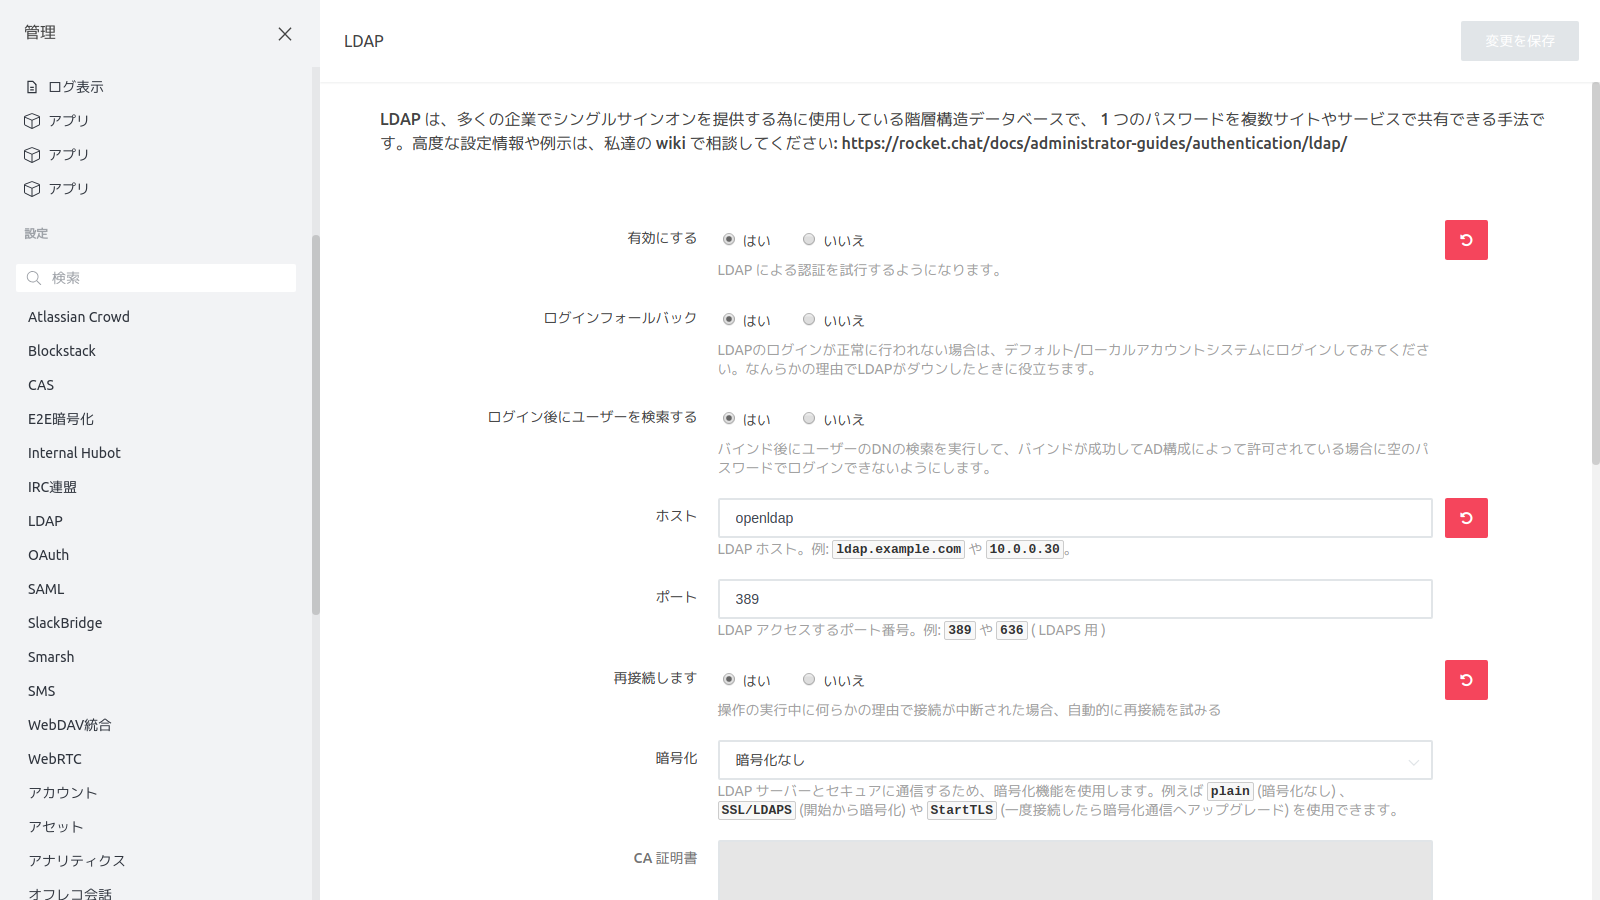 管理
ログ表示
アプリ
アプリ
アプリ
設定
検索
Atlassian Crowd
Blockstack
CAS
E2E暗号化
Internal Hubot
IRC連盟
LDAP
OAuth
SAML
SlackBridge
Smarsh
SMS
WebDAV統合
WebRTC
アカウント
アセット
アナリティクス
オフレコ会話
LDAP
変更を保存
LDAP は、多くの企業でシングルサインオンを提供する為に使用している階層構造データベースで、 1 つのパスワードを複数サイトやサービスで共有できる手法で
す。高度な設定情報や例示は、私達の wiki で相談してください: https://rocket.chat/docs/administrator-guides/authentication/ldap/
有効にする
はい いいえ
LDAP による認証を試行するようになります。
ログインフォールバック
はい いいえ
LDAPのログインが正常に行われない場合は、デフォルト/ローカルアカウントシステムにログインしてみてくださ
い。なんらかの理由でLDAPがダウンしたときに役立ちます。
ログイン後にユーザーを検索する
はい いいえ
バインド後にユーザーのDNの検索を実行して、バインドが成功してAD構成によって許可されている場合に空のパ
スワードでログインできないようにします。
ホスト
openldap
LDAP ホスト。例: ldap.example.com や 10.0.0.30。
ポート
389
LDAP アクセスするポート番号。例: 389 や 636 ( LDAPS 用 )
再接続します
はい いいえ
操作の実行中に何らかの理由で接続が中断された場合、自動的に再接続を試みる
暗号化
暗号化なし
LDAP サーバーとセキュアに通信するため、暗号化機能を使用します。例えば plain (暗号化なし) 、
SSL/LDAPS (開始から暗号化) や StartTLS (一度接続したら暗号化通信へアップグレード) を使用できます。
CA 証明書